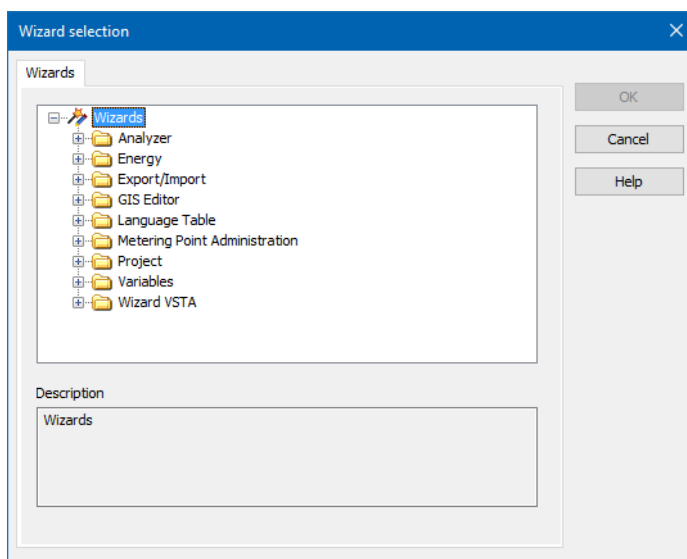 Wizard selection
Wizards
Wizards
Analyzer
Energy
Export/Import
GIS Editor
Language Table
Metering Point Administration
Project
Variables
Wizard VSTA
OK
Cancel
Help
Description
Wizards